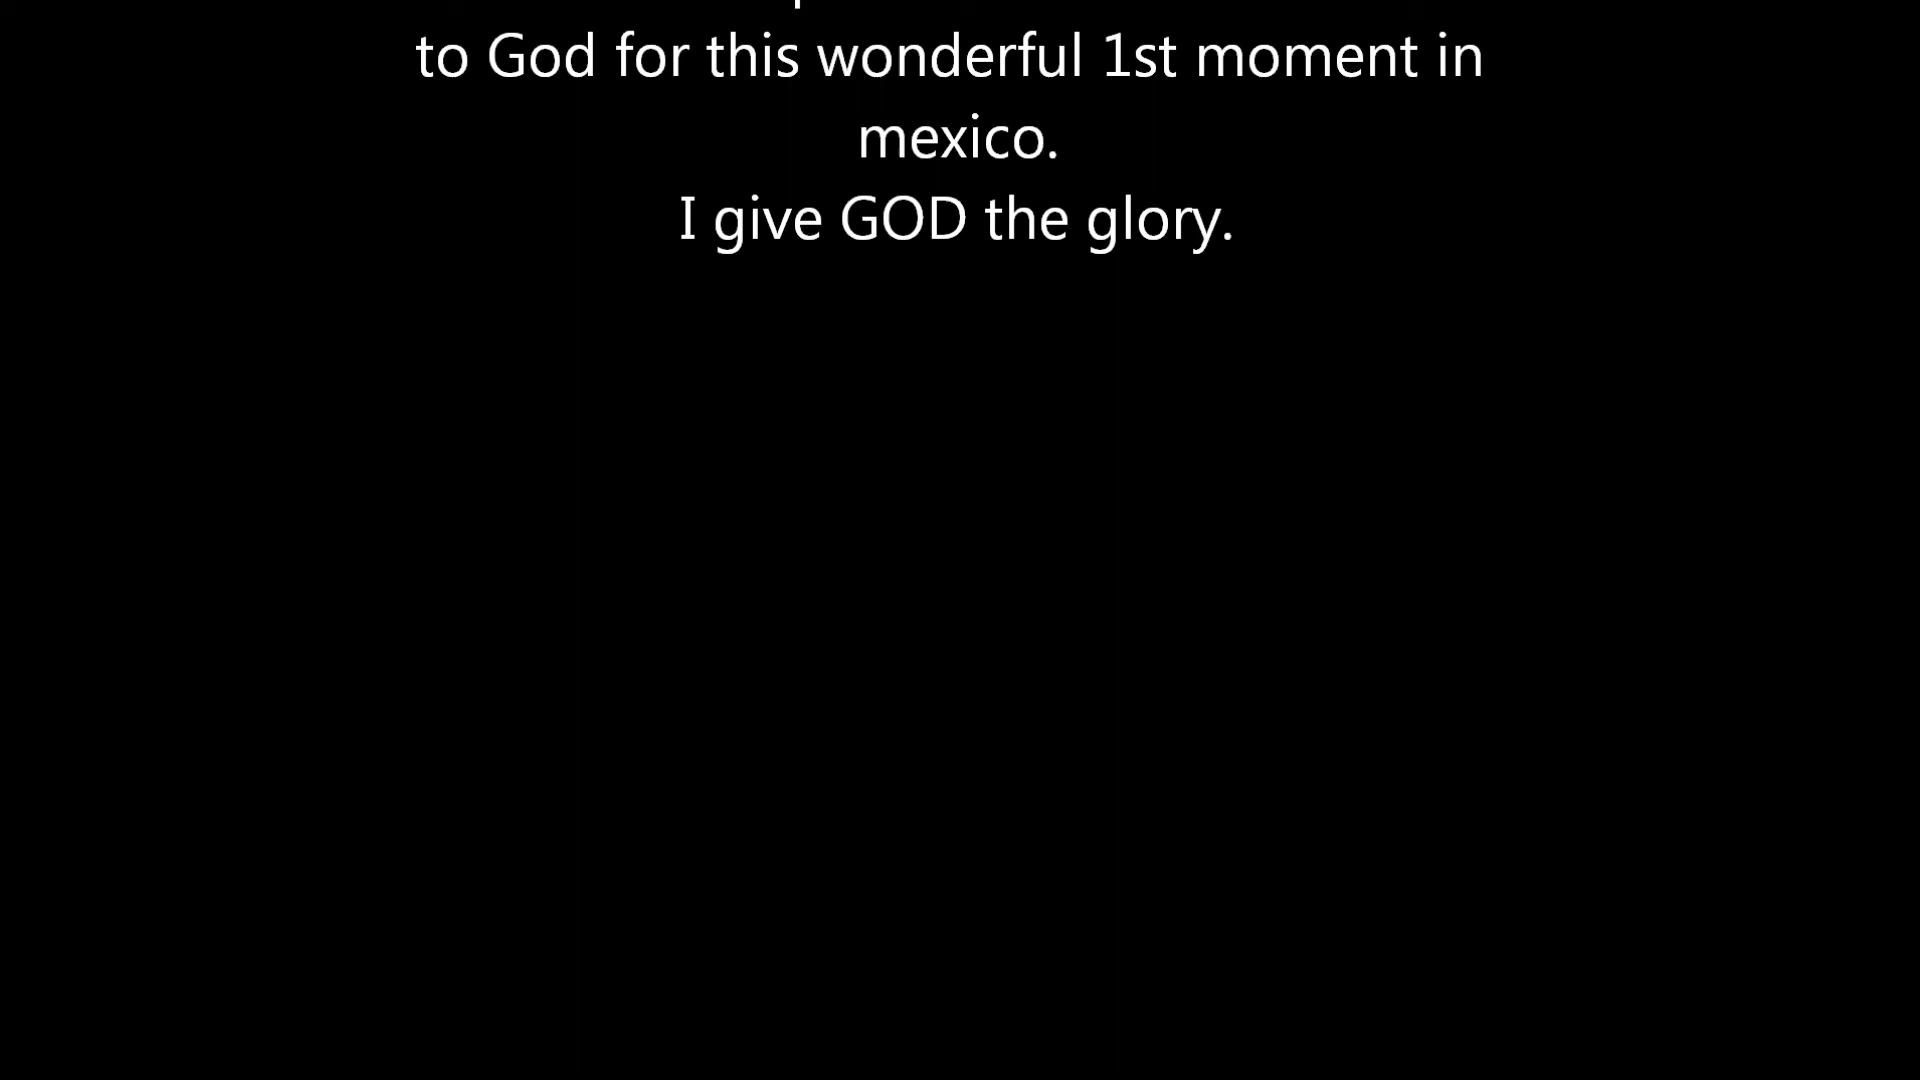 to God for this wonderful 1st moment in
mexico.
I give GOD the glory.